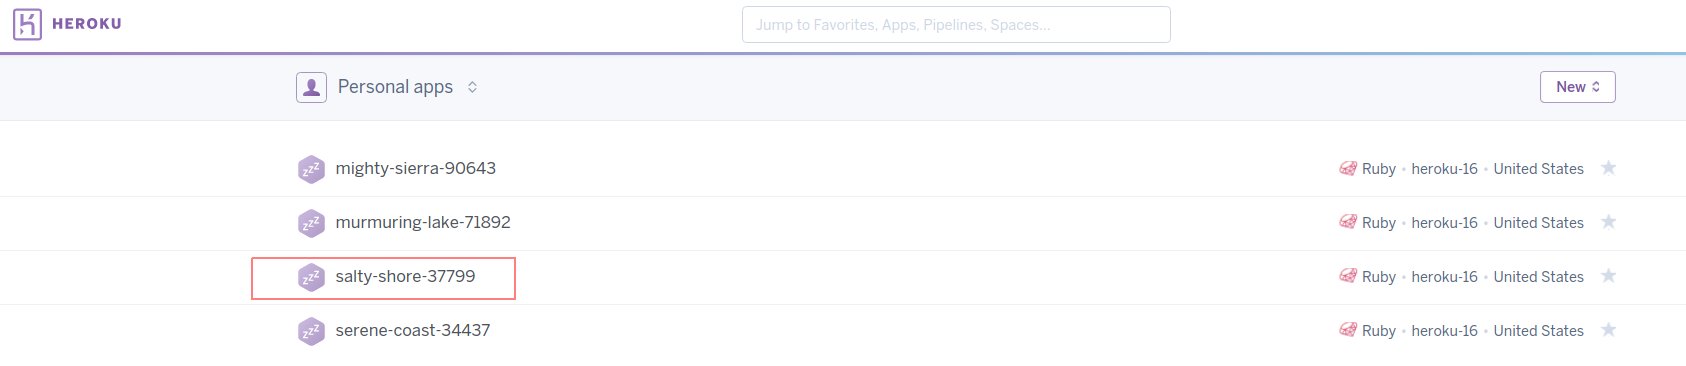 HEROKU
Jump to Favorites, Apps, Pipelines, Spaces...
Personal apps
New
zzz mighty-sierra-90643 Ruby • heroku-16 • United States
zzz murmuring-lake-71892 Ruby • heroku-16 • United States
zzz salty-shore-37799 Ruby • heroku-16 • United States
zzz serene-coast-34437 Ruby • heroku-16 • United States